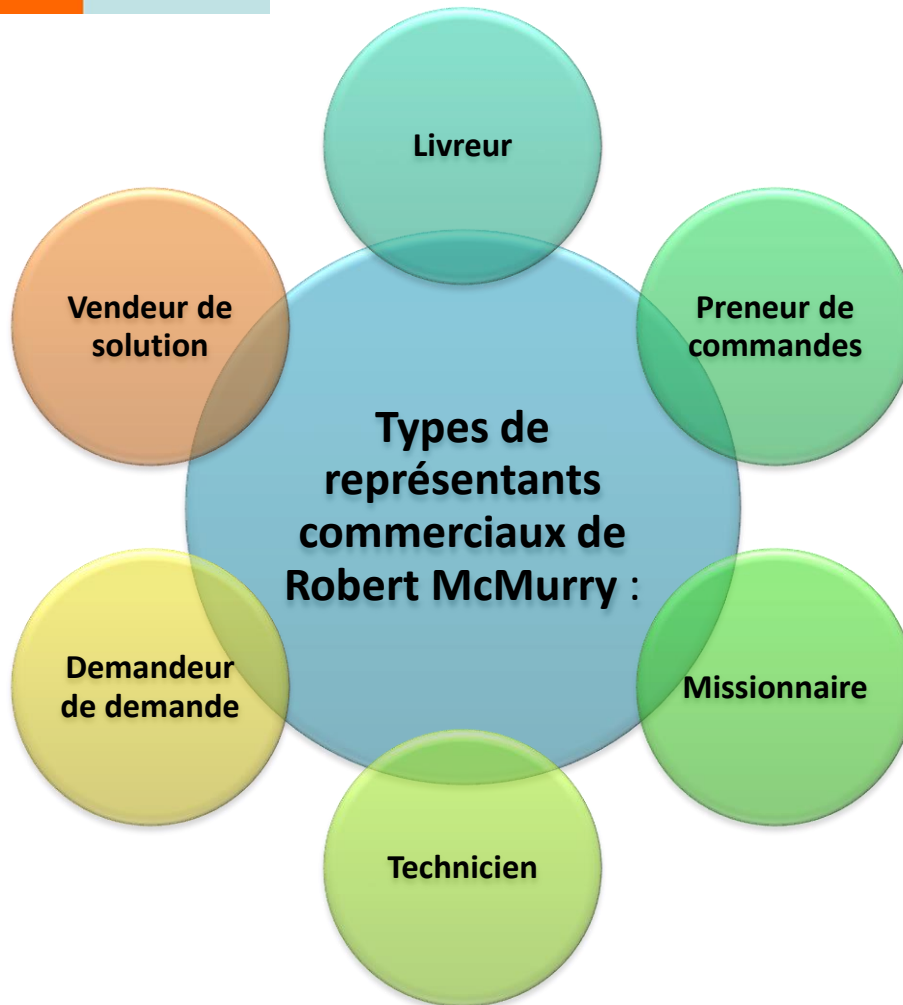 Livreur
Vendeur de
solution
Preneur de
commandes
Types de
représentants
commerciaux de
Robert McMurry :
Demandeur
de demande
Missionnaire
Technicien